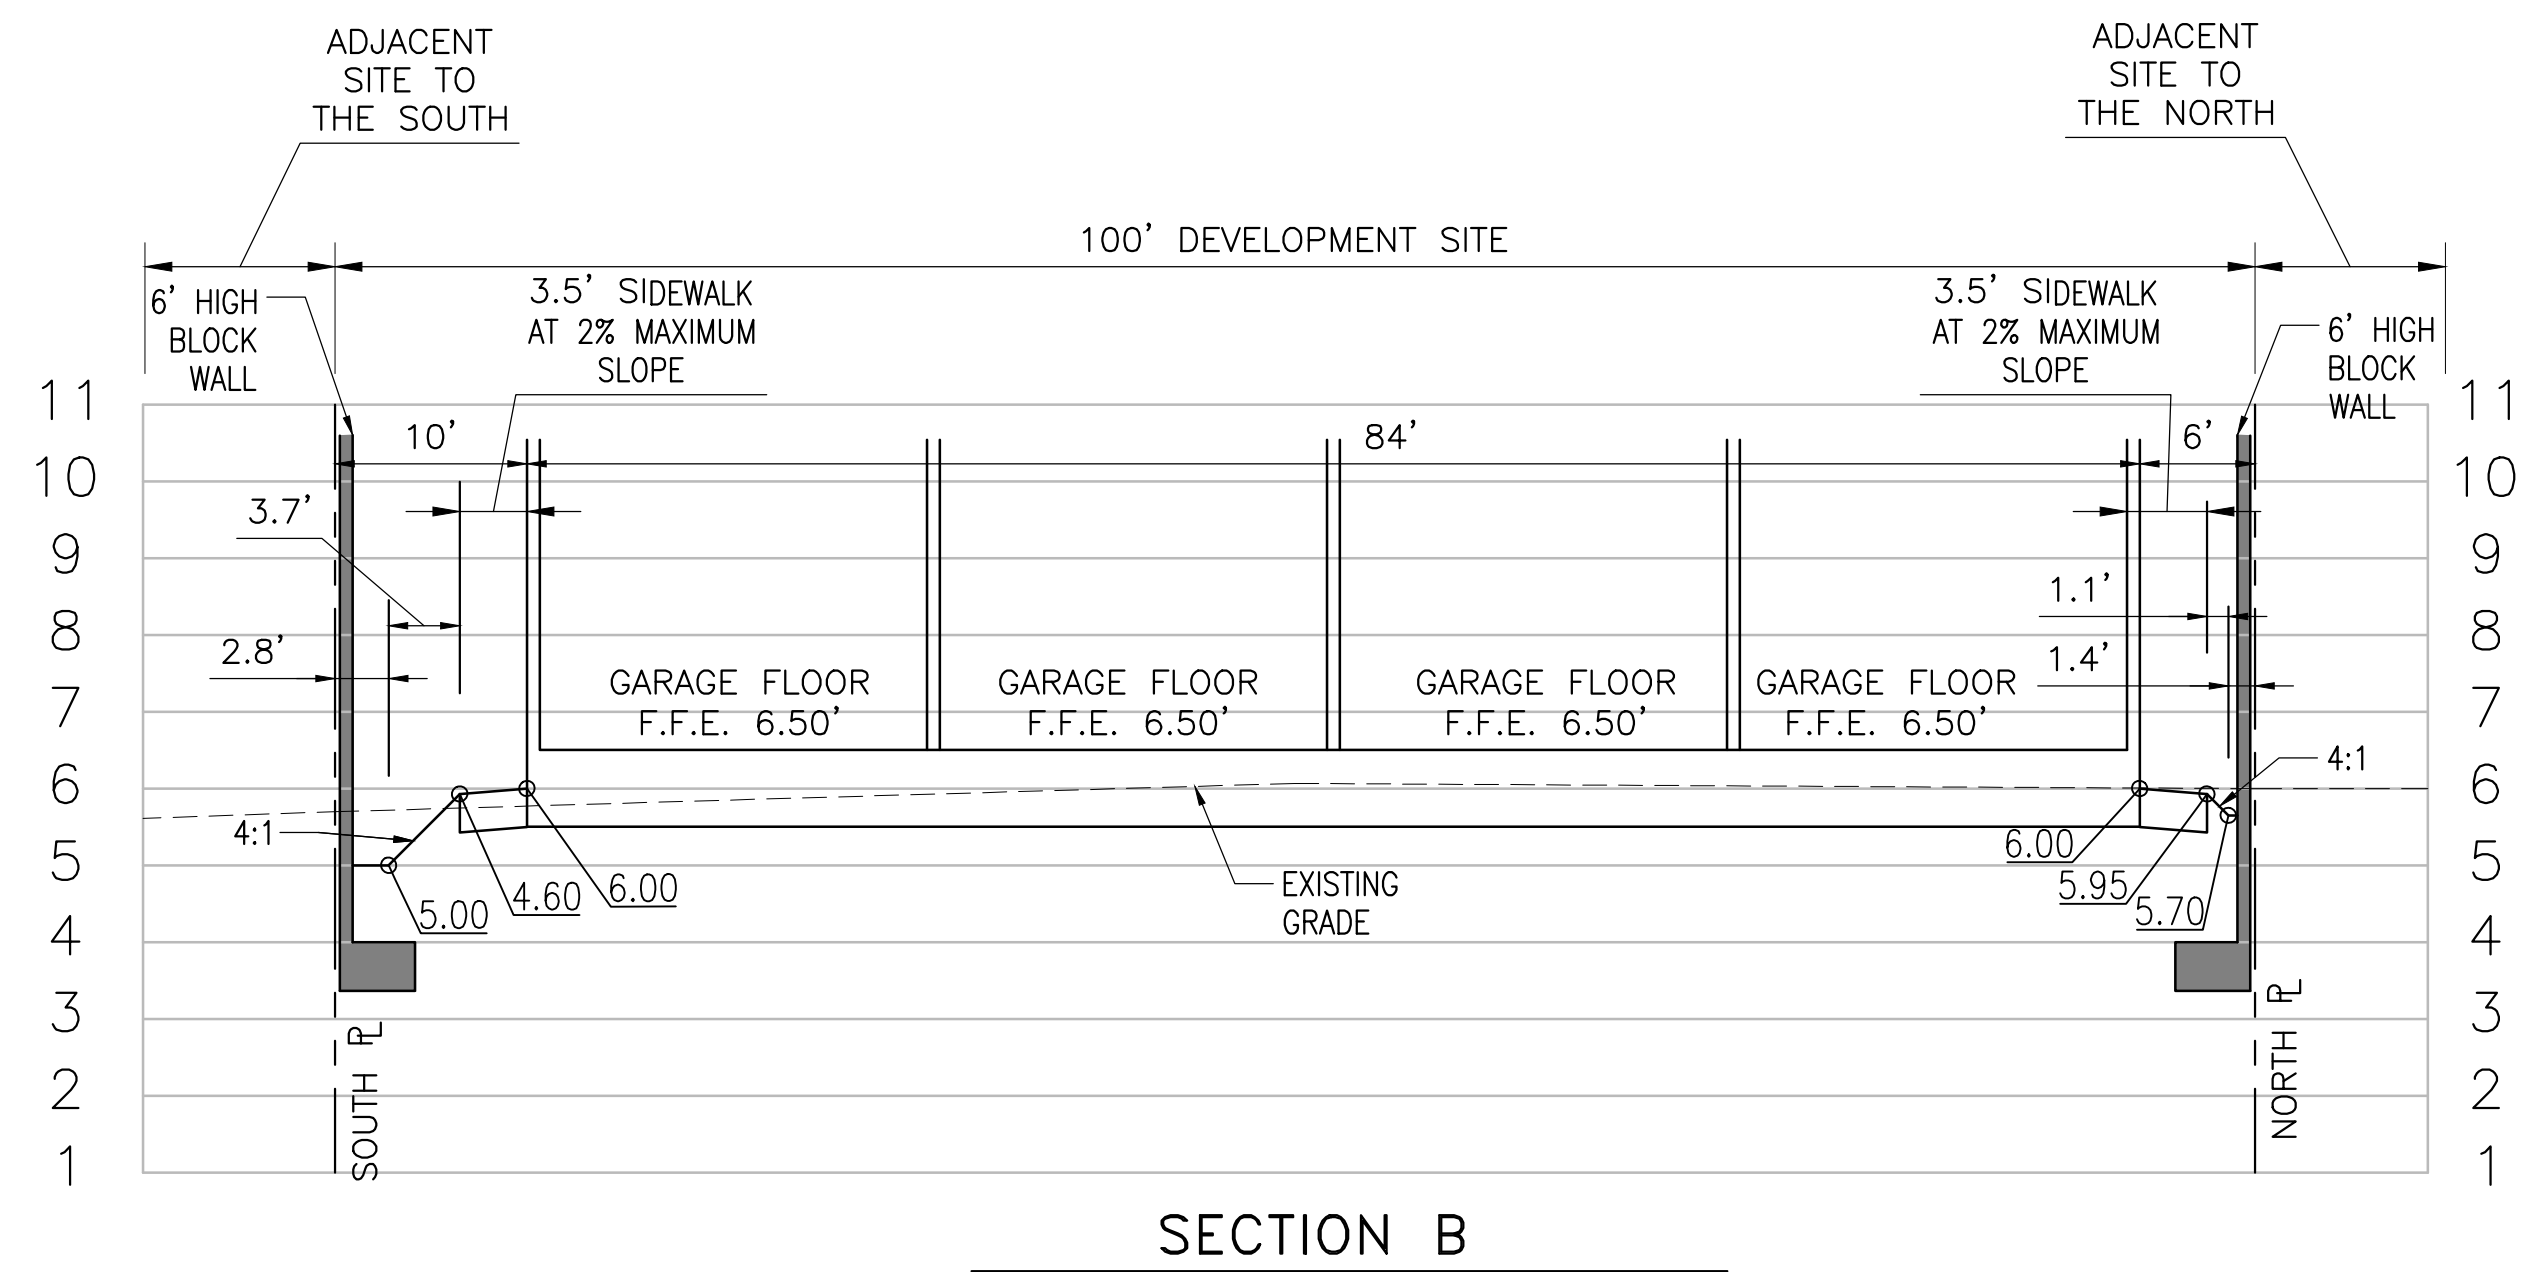 ADJACENT
SITE TO
THE SOUTH
ADJACENT
SITE TO
THE NORTH
100' DEVELOPMENT SITE
6' HIGH
BLOCK
WALL
3.5' SIDEWALK
AT 2% MAXIMUM
SLOPE
3.5' SIDEWALK
AT 2% MAXIMUM
SLOPE
6' HIGH
BLOCK
WALL
11
10'
84'
6'
11
10
10
3.7'
9
9
1.1'
8
8
2.8'
1.4'
GARAGE FLOOR
F.F.E. 6.50'
GARAGE FLOOR
F.F.E. 6.50'
GARAGE FLOOR
F.F.E. 6.50'
GARAGE FLOOR
F.F.E. 6.50'
7
7
4:1
6
6
4:1
6.00
5
5
5.00
4.60
6.00
EXISTING
GRADE
5.95
5.70
4
4
3
3
SOUTH PL
NORTH PL
2
2
1
1
SECTION B